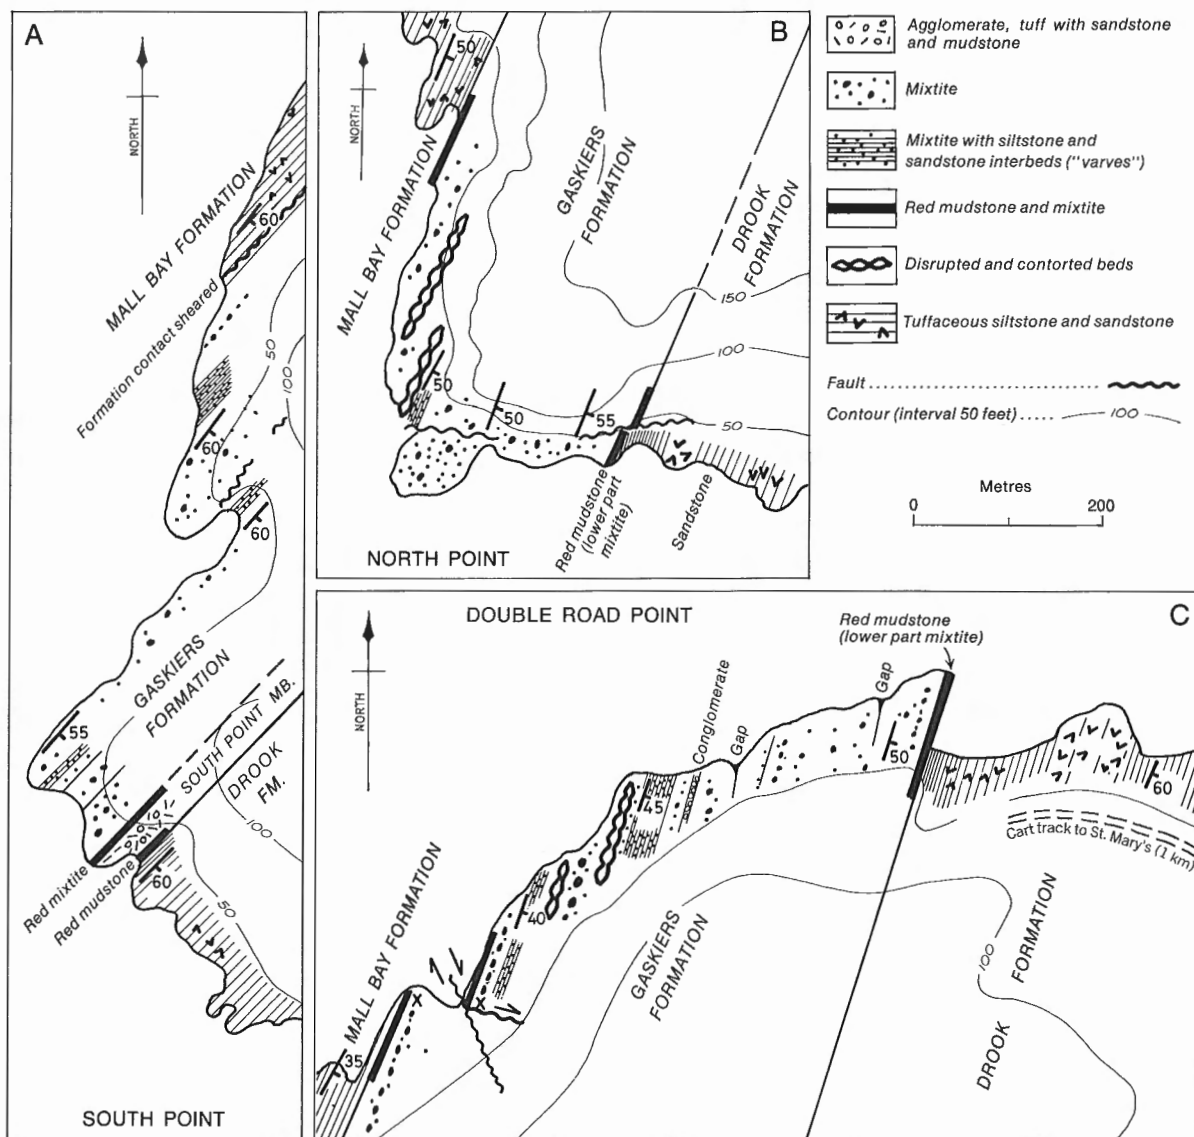 A
NORTH
MALL BAY FORMATION
Formation contact sheared
60
50
100
60
60
GASKIERS
FORMATION
55
SOUTH POINT MB.
DROOK
FM.
100
Red mixtite
Red mudstone
60
50
SOUTH POINT
B
NORTH
50
MALL BAY FORMATION
GASKIERS
FORMATION
DROOK
FORMATION
150
100
50
50
55
50
Red mudstone
(lower part
mixtite)
Sandstone
NORTH POINT
Agglomerate, tuff with sandstone
and mudstone
Mixtite
Mixtite with siltstone and
sandstone interbeds ("varves")
Red mudstone and mixtite
Disrupted and contorted beds
Tuffaceous siltstone and sandstone
Fault
Contour (interval 50 feet)
100
Metres
0
200
DOUBLE ROAD POINT
C
NORTH
Red mudstone
(lower part mixtite)
Gap
Conglomerate
Gap
50
45
60
Cart track to St. Mary's (1 km)
40
MALL BAY FORMATION
GASKIERS
FORMATION
100
FORMATION
DROOK
X
X
35